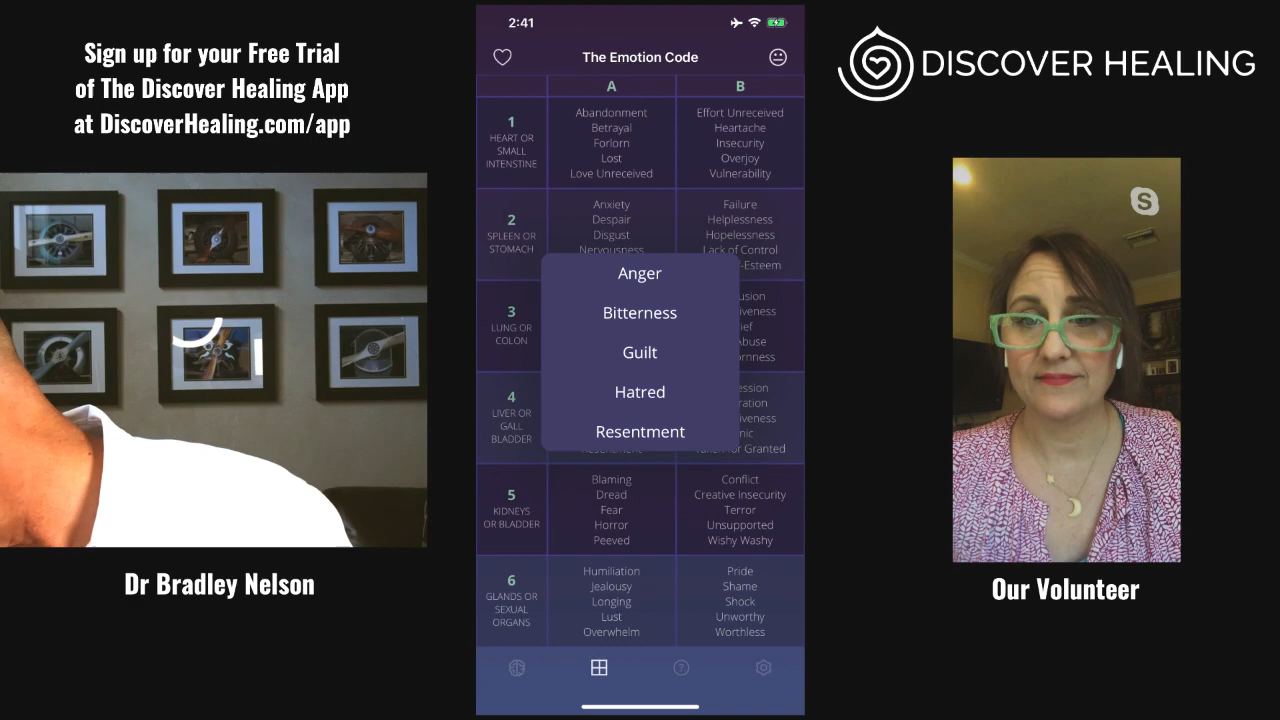 Sign up for your Free Trial
of The Discover Healing App
at DiscoverHealing.com/app
Dr Bradley Nelson
2:41
The Emotion Code
A
B
1
HEART OR
SMALL
INTENSTINE
Abandonment
Betrayal
Forlorn
Lost
Love Unreceived
Effort Unreceived
Heartache
Insecurity
Overjoy
Vulnerability
2
SPLEEN OR
STOMACH
Anxiety
Despair
Disgust
Nervousness
Failure
Helplessness
Hopelessness
Lack of Control
-Esteem
3
LUNG OR
COLON
4
LIVER OR
GALL
BLADDER
Granted
Anger
Bitterness
Guilt
Hatred
Resentment
5
KIDNEYS
OR BLADDER
Blaming
Dread
Fear
Horror
Peeved
Conflict
Creative Insecurity
Terror
Unsupported
Wishy Washy
6
GLANDS OR
SEXUAL
ORGANS
Humiliation
Jealousy
Longing
Lust
Overwhelm
Pride
Shame
Shock
Unworthy
Worthless
DISCOVER HEALING
S
Our Volunteer